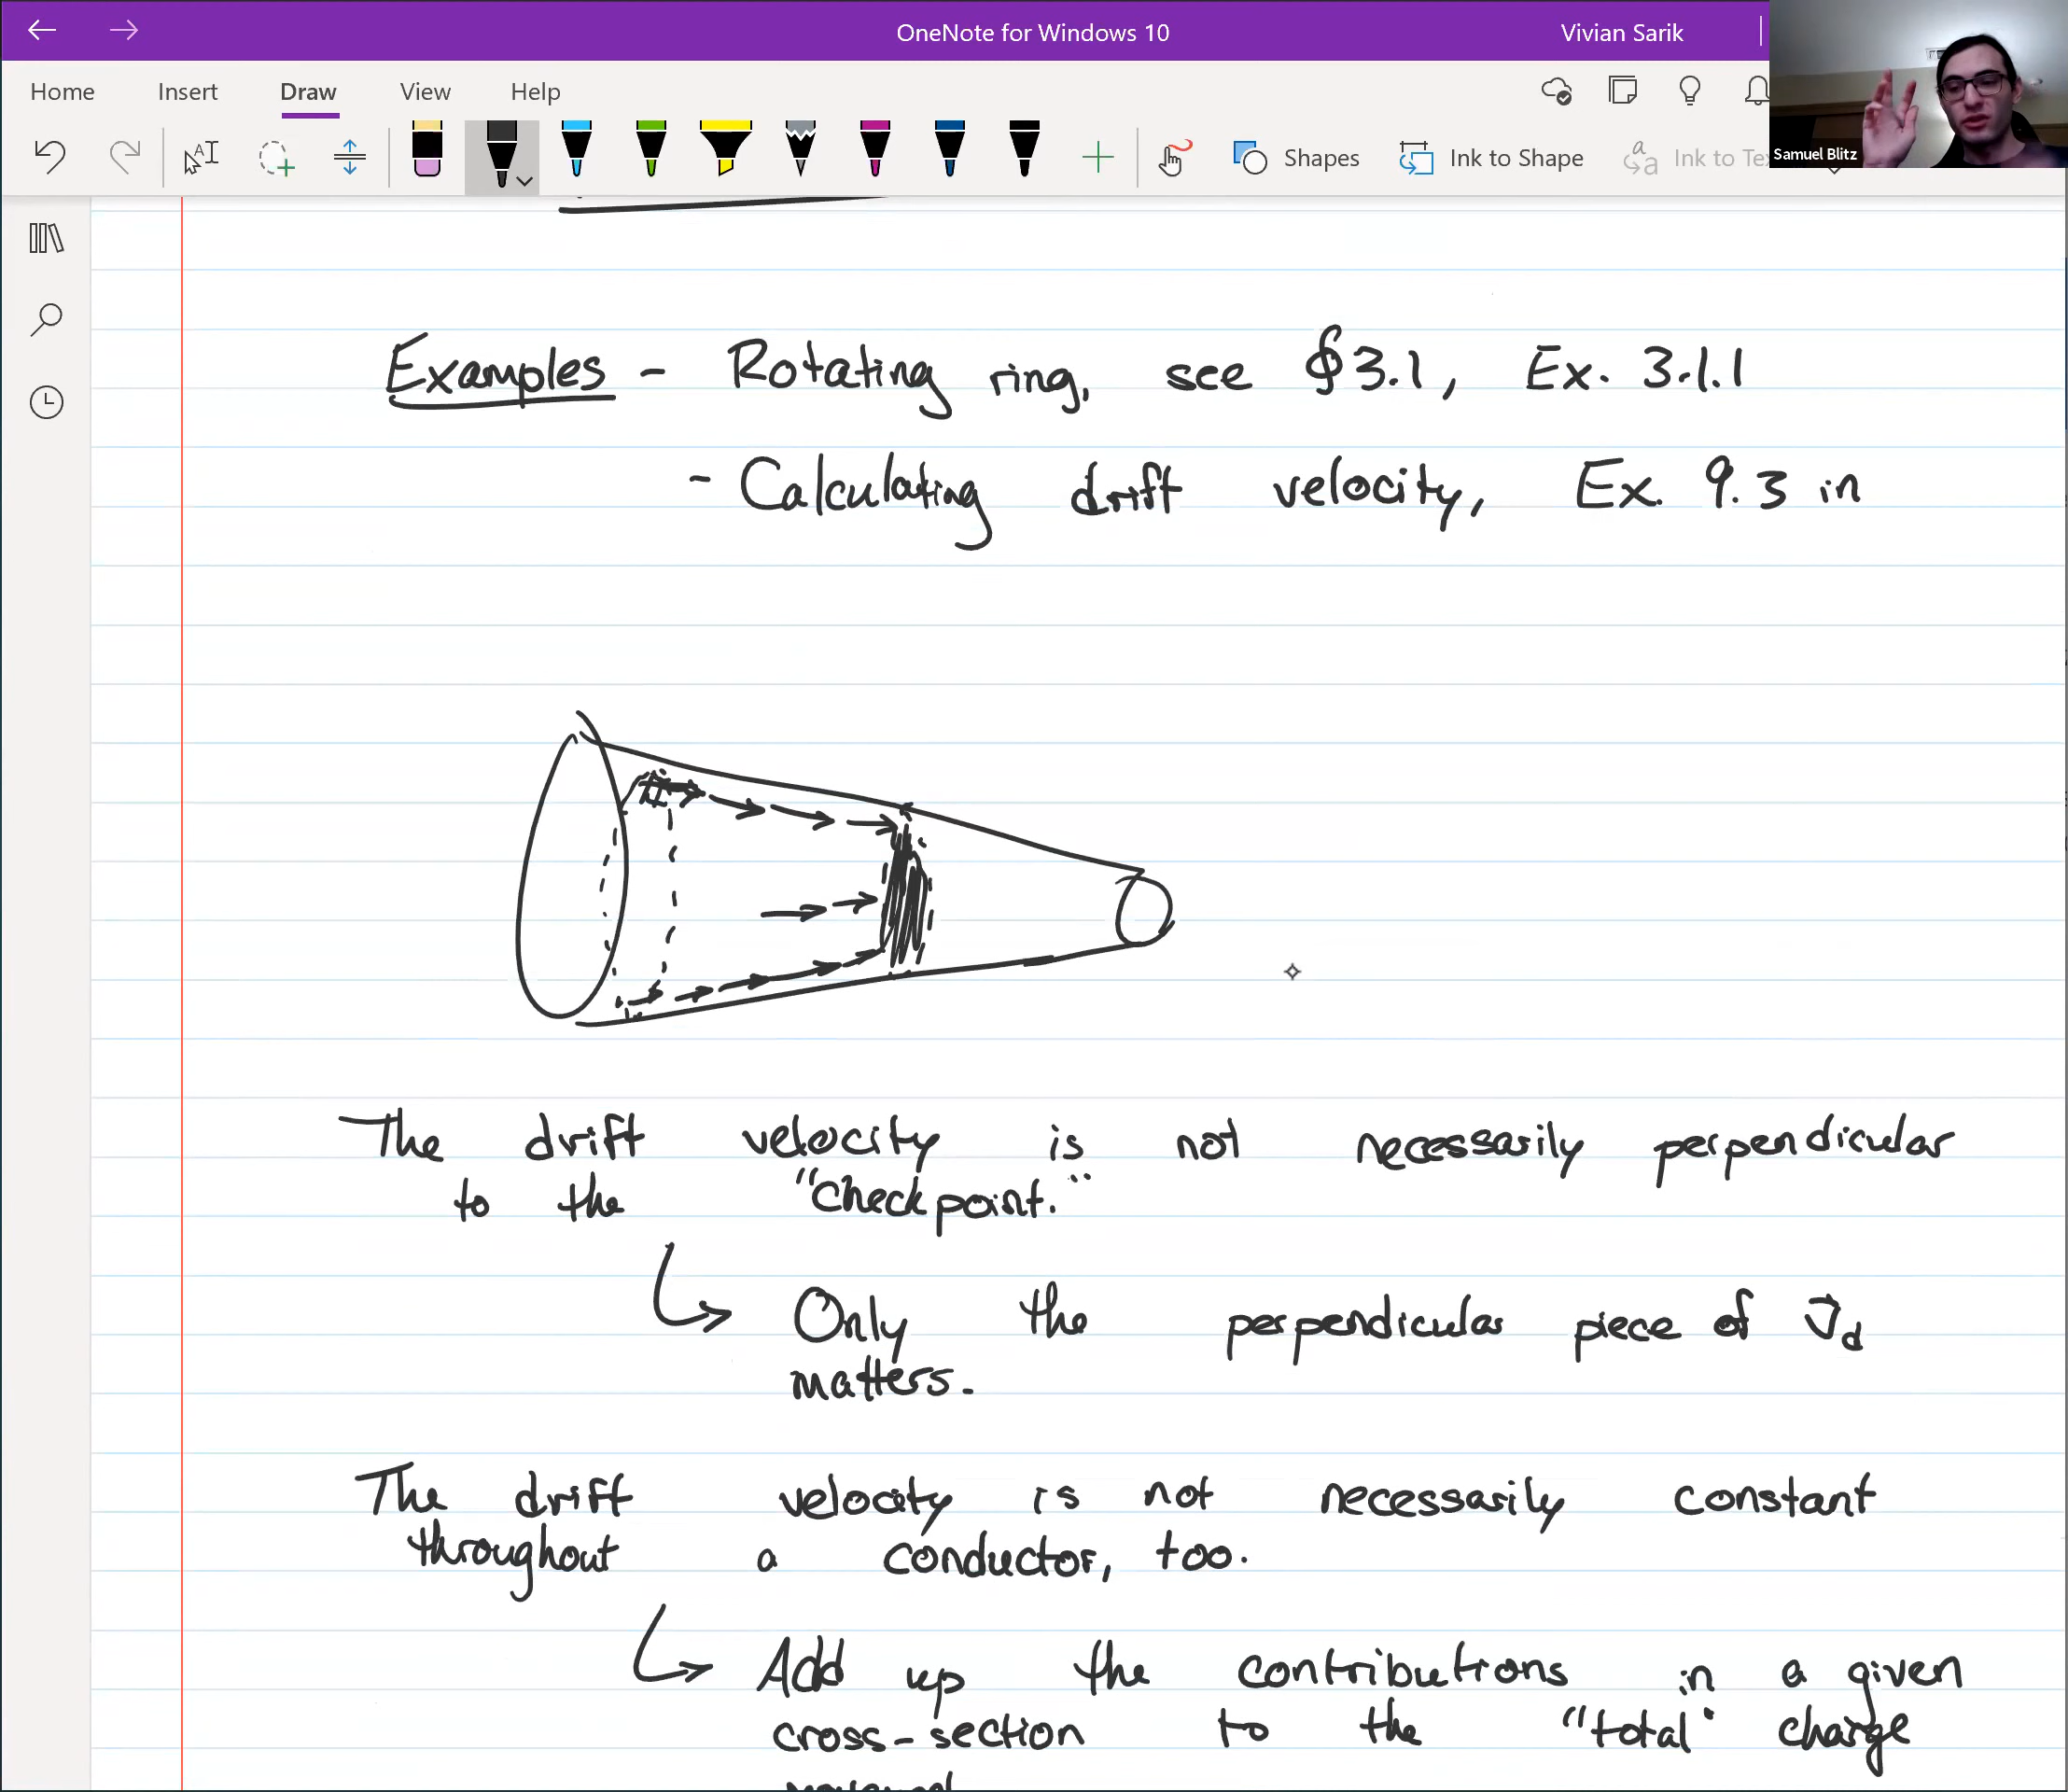 OneNote for Windows 10
Vivian Sarik
Home Insert Draw View Help
Shapes Ink to Shape Ink to Te
Samuel Blitz
Examples - Rotating ring, see §3.1, Ex. 3.1.1
- Calculating drift velocity, Ex. 9.3 in
The drift velocity is not necessarily perpendicular
to the "checkpoint."
Only the perpendicular piece of v⃗d
matters.
The drift velocity is not necessarily constant
throughout a conductor, too.
Add up the contributions in a given
cross-section to the "total" charge